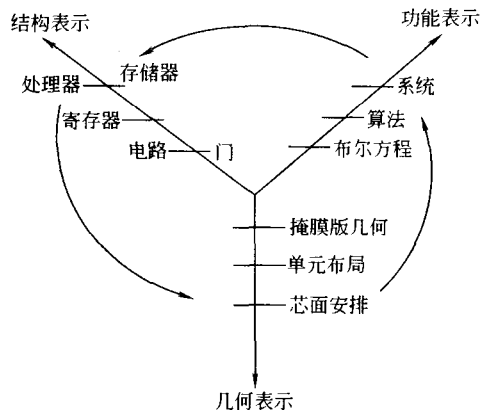 结构表示
功能表示
处理器
存储器
系统
寄存器
算法
电路
门
布尔方程
掩膜版几何
单元布局
芯面安排
几何表示